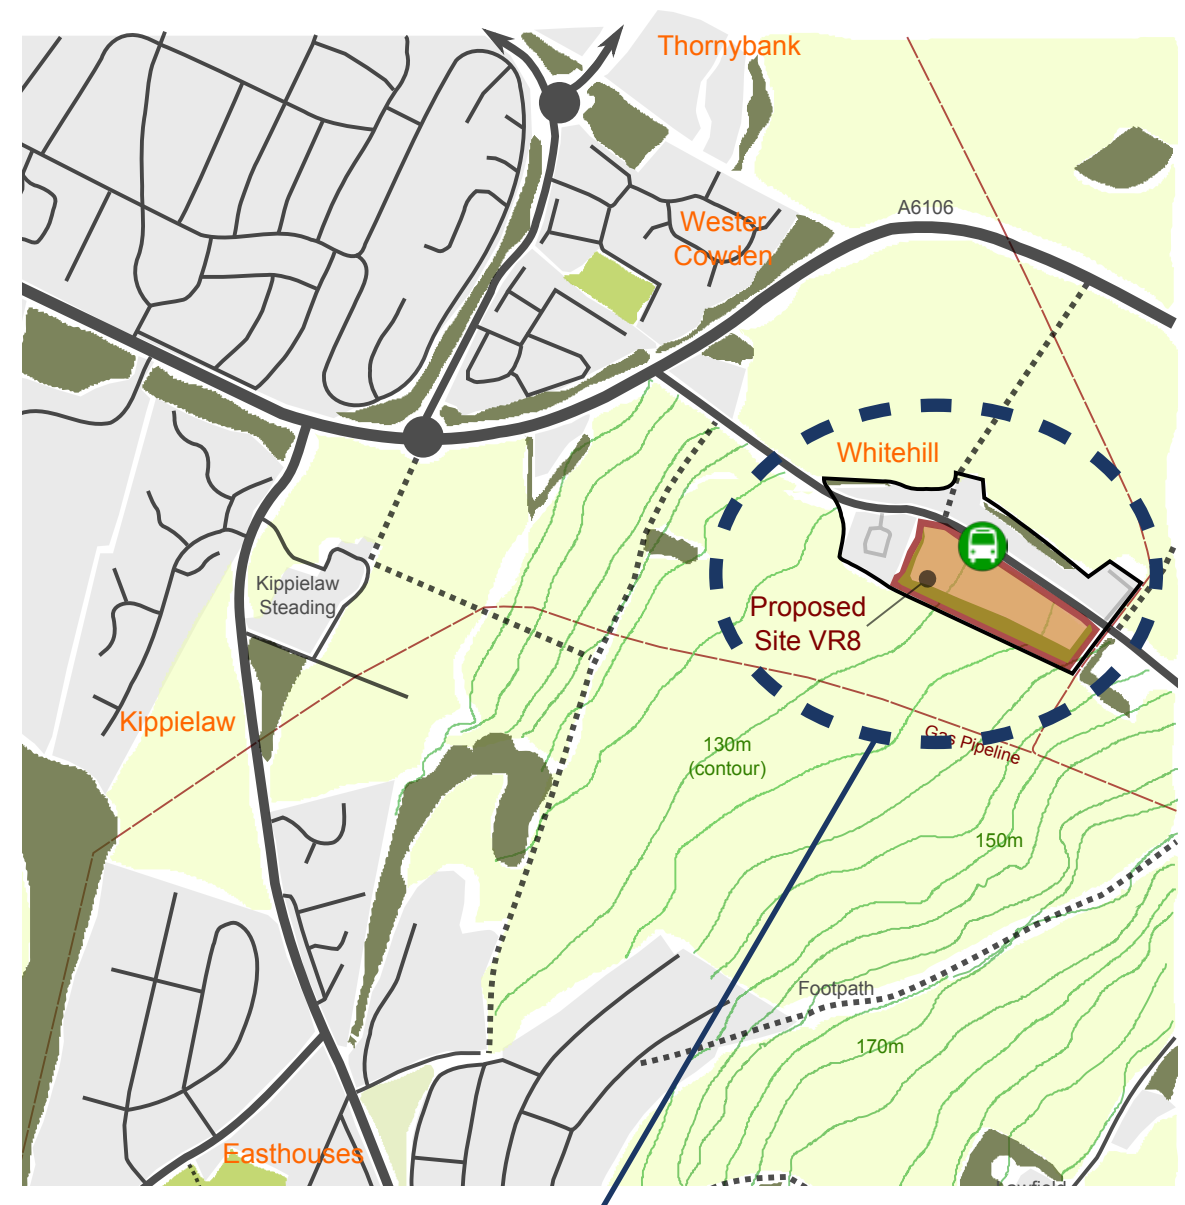 Thornybank
A6106
Wester
Cowden
Whitehill
Kippielaw
Steading
Proposed
Site VR8
Kippielaw
130m
(contour)
Gas Pipeline
150m
Footpath
170m
Easthouses